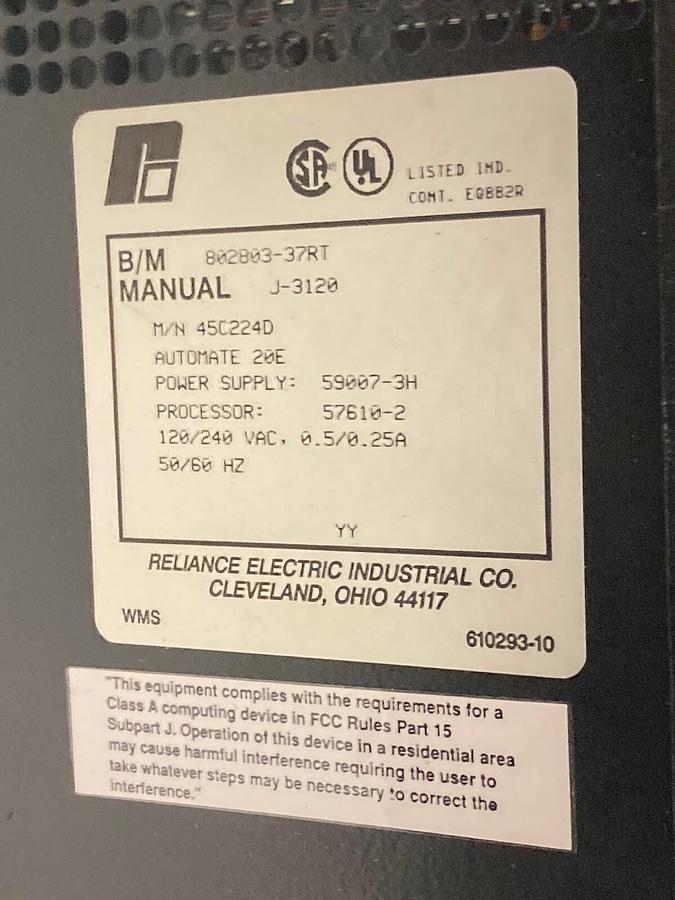 SA
UL
LISTED IND.
CONT. EQ882R
B/M 802803-37RT
MANUAL J-3120
M/N 45C224D
AUTOMATE 20E
POWER SUPPLY: 59007-3H
PROCESSOR: 57610-2
120/240 VAC, 0.5/0.25A
50/60 HZ
YY
RELIANCE ELECTRIC INDUSTRIAL CO.
CLEVELAND, OHIO 44117
WMS
610293-10
"This equipment complies with the requirements for a
Class A computing device in FCC Rules Part 15
Subpart J. Operation of this device in a residential area
may cause harmful interference requiring the user to
take whatever steps may be necessary to correct the
interference."